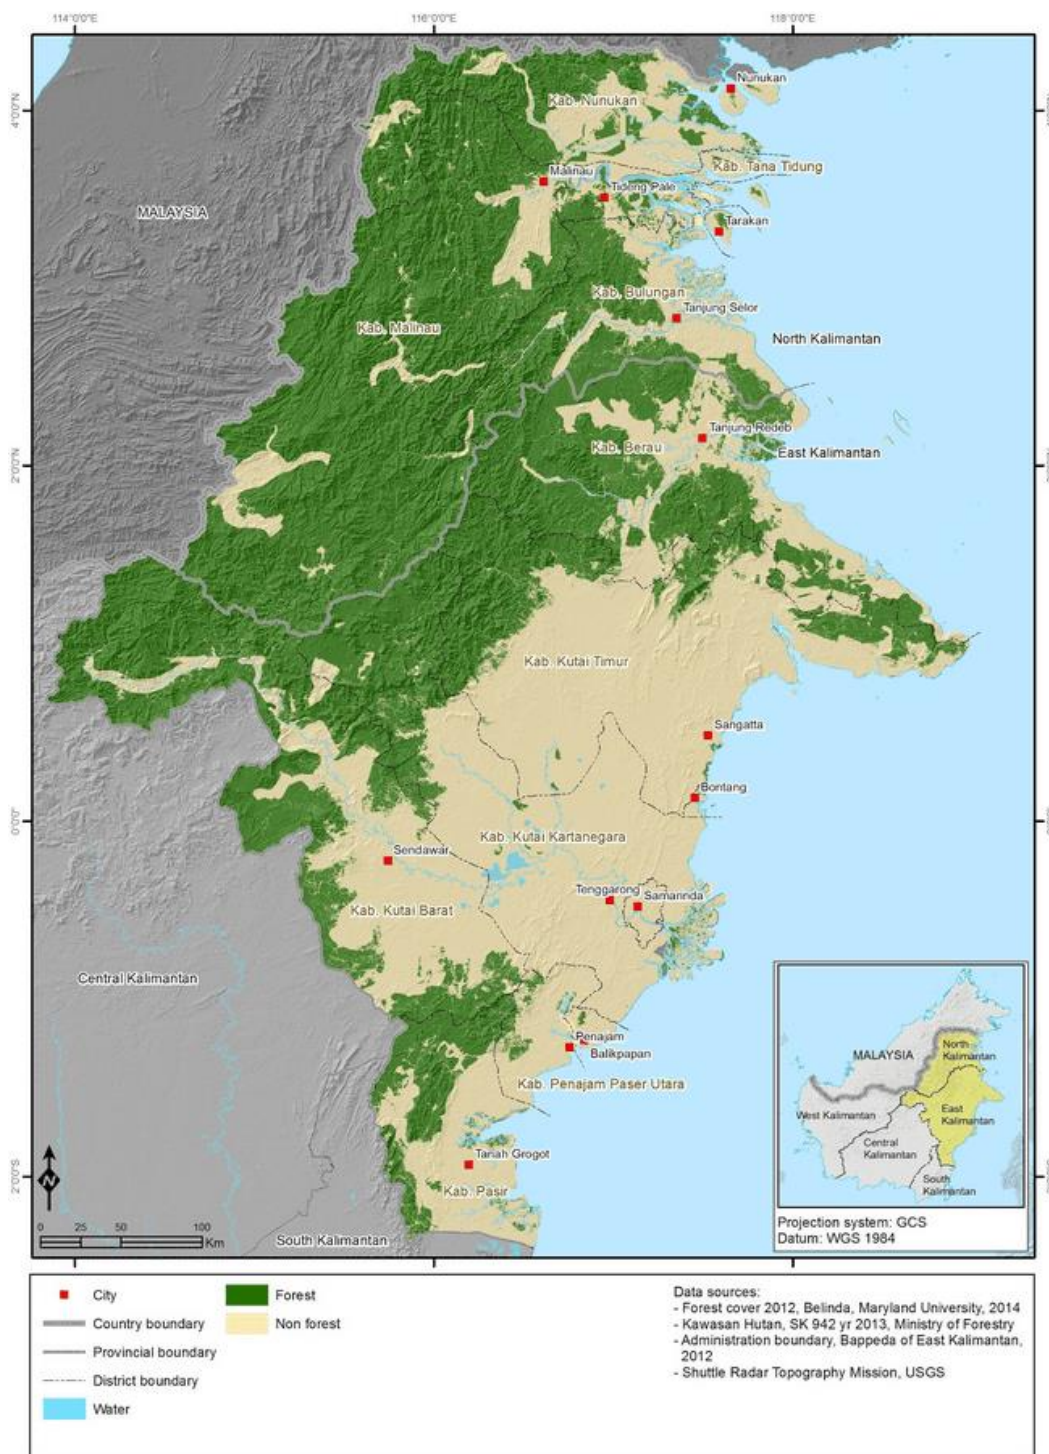 114°0'0"E
116°0'0"E
118°0'0"E
4°0'0"N
2°0'0"N
0°0'0"
2°0'0"S
Nunukan
Kab. Nunukan
Kab. Tana Tidung
Malinau
Tideng Pale
MALAYSIA
Tarakan
Kab. Bulungan
Tanjung Selor
Kab. Malinau
North Kalimantan
Tanjung Redeb
Kab. Berau
East Kalimantan
Kab. Kutai Timur
Sangatta
Bontang
Kab. Kutai Kartanegara
Sendawar
Tenggarong
Samarinda
Kab. Kutai Barat
Central Kalimantan
Penajam
Balikpapan
Kab. Penajam Paser Utara
Tanah Grogot
Kab. Pasir
South Kalimantan
N
0 25 50 100
Km
North
Kalimantan
MALAYSIA
West Kalimantan
East
Kalimantan
Central
Kalimantan
South
Kalimantan
Projection system: GCS
Datum: WGS 1984
City
Country boundary
Provincial boundary
District boundary
Water
Forest
Non forest
Data sources:
- Forest cover 2012, Belinda, Maryland University, 2014
- Kawasan Hutan, SK 942 yr 2013, Ministry of Forestry
- Administration boundary, Bappeda of East Kalimantan,
2012
- Shuttle Radar Topography Mission, USGS